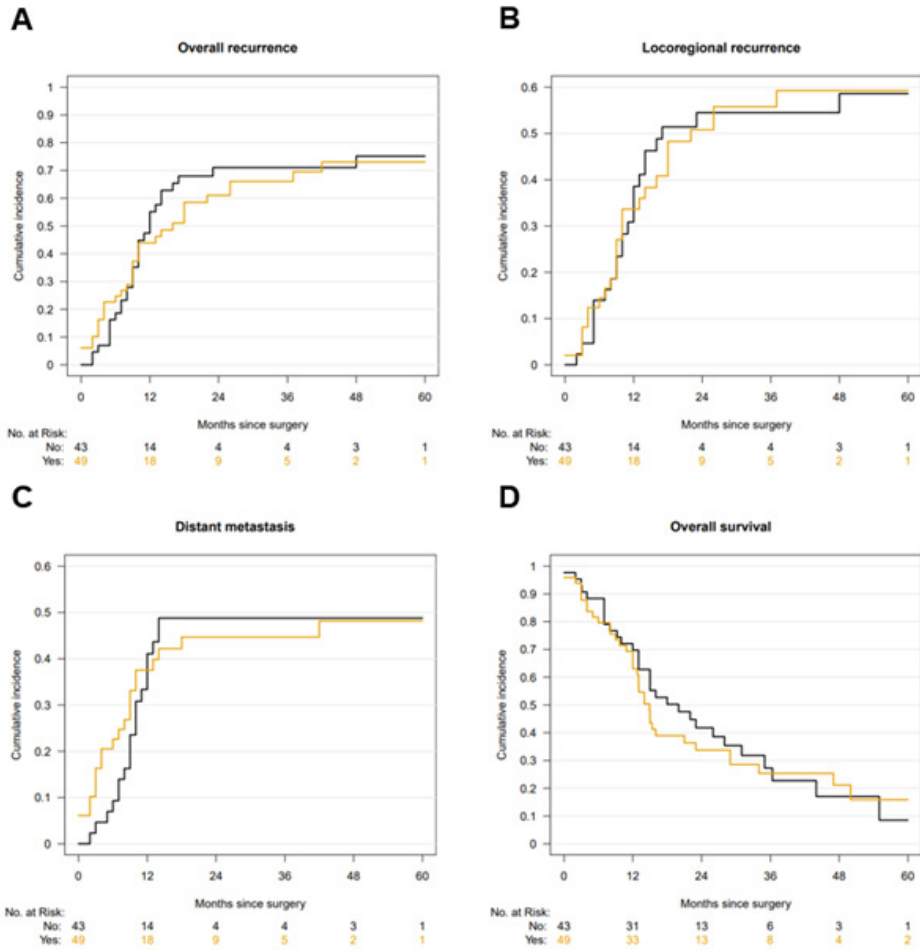 A
Overall recurrence
Cumulative incidence
1
0.9
0.8
0.7
0.6
0.5
0.4
0.3
0.2
0.1
0
0 12 24 36 48 60
Months since surgery
No. at Risk:
No: 43 14 4 4 3 1
Yes: 49 18 9 5 2 1
B
Locoregional recurrence
Cumulative incidence
0.6
0.5
0.4
0.3
0.2
0.1
0
0 12 24 36 48 60
Months since surgery
No. at Risk:
No: 43 14 4 4 3 1
Yes: 49 18 9 5 2 1
C
Distant metastasis
Cumulative incidence
0.6
0.5
0.4
0.3
0.2
0.1
0
0 12 24 36 48 60
Months since surgery
No. at Risk:
No: 43 14 4 4 3 1
Yes: 49 18 9 5 2 1
D
Overall survival
Cumulative incidence
1
0.9
0.8
0.7
0.6
0.5
0.4
0.3
0.2
0.1
0
0 12 24 36 48 60
Months since surgery
No. at Risk:
No: 43 31 13 6 3 1
Yes: 49 33 13 8 4 2